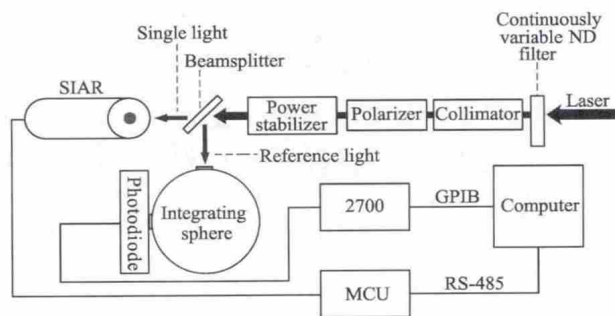 Continuously
variable ND
filter
Single light
Beamsplitter
SIAR
Laser
Power
stabilizer
Polarizer
Collimator
Reference light
Photodiode
Integrating
sphere
2700
GPIB
Computer
MCU
RS-485